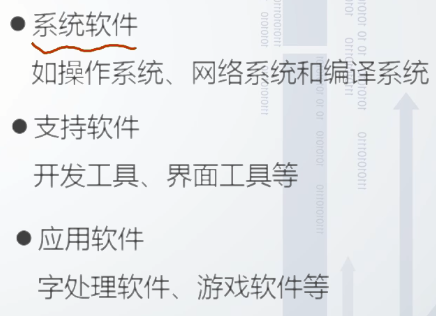 ● 系统软件
如操作系统、网络系统和编译系统
● 支持软件
开发工具、界面工具等
● 应用软件
字处理软件、游戏软件等